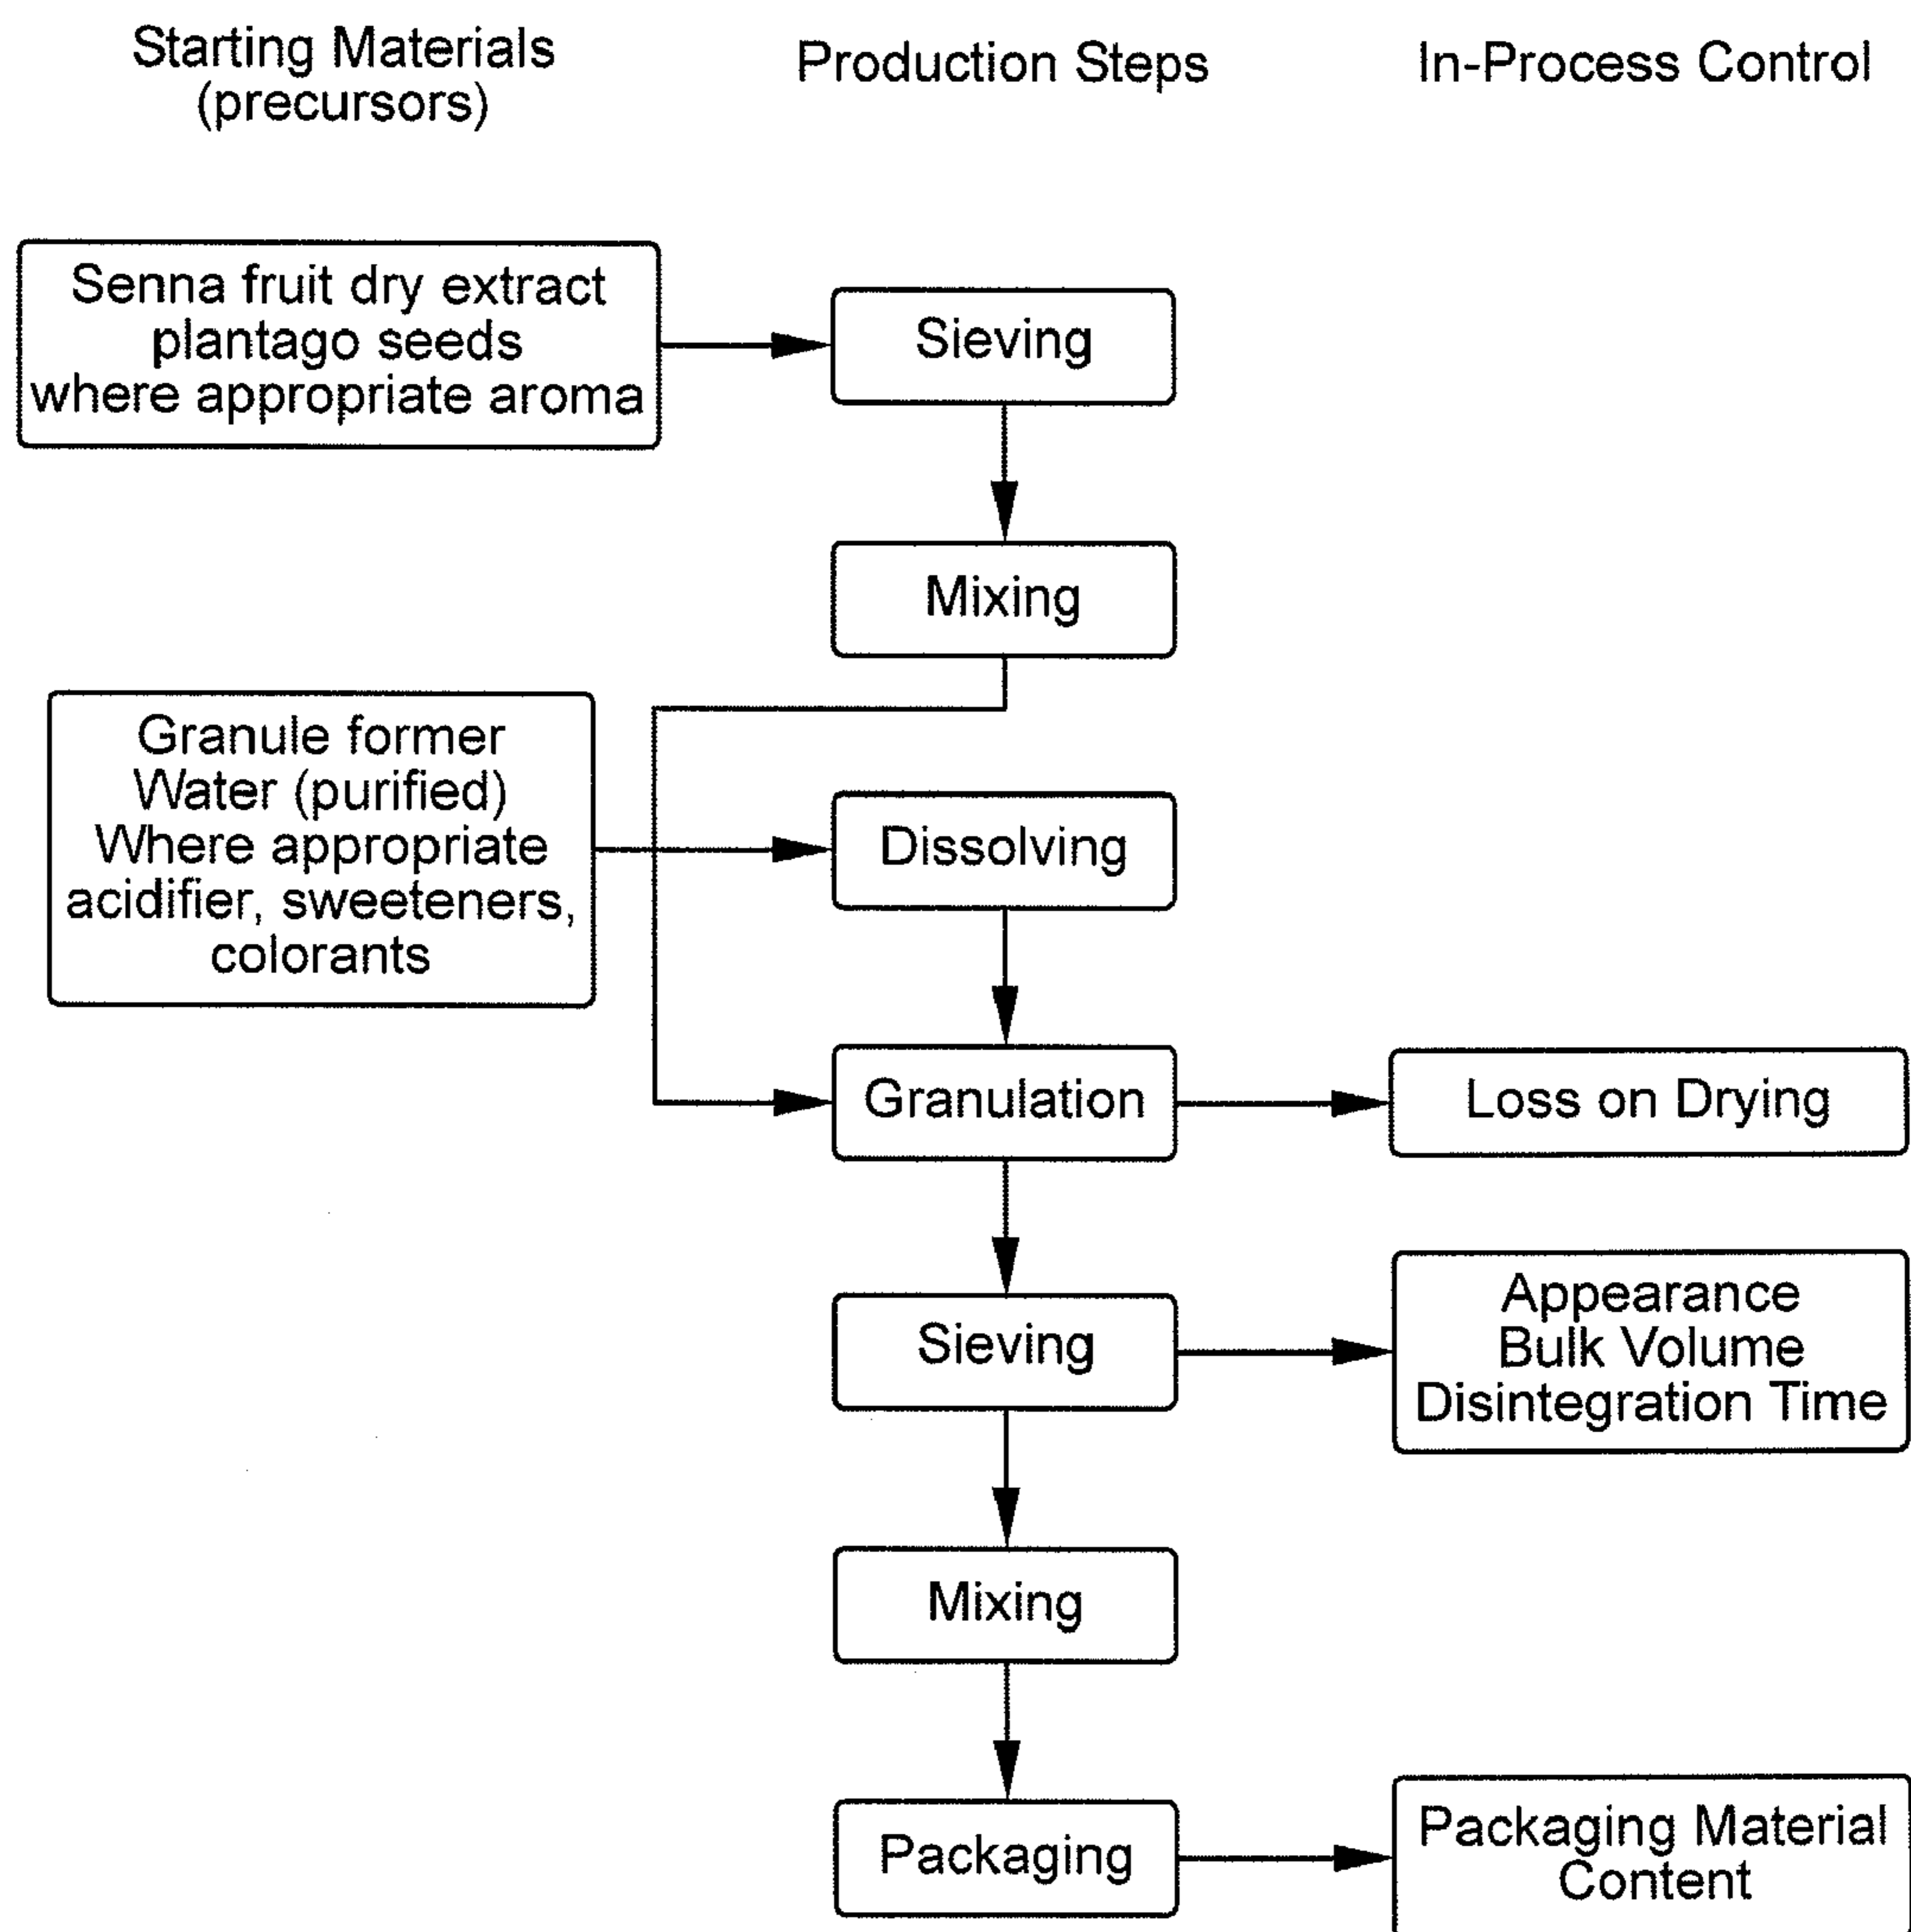 Starting Materials
(precursors)
Production Steps
In-Process Control
Senna fruit dry extract
plantago seeds
where appropriate aroma
Sieving
Mixing
Granule former
Water (purified)
Where appropriate
acidifier, sweeteners,
colorants
Dissolving
Granulation
Loss on Drying
Sieving
Appearance
Bulk Volume
Disintegration Time
Mixing
Packaging
Packaging Material
Content